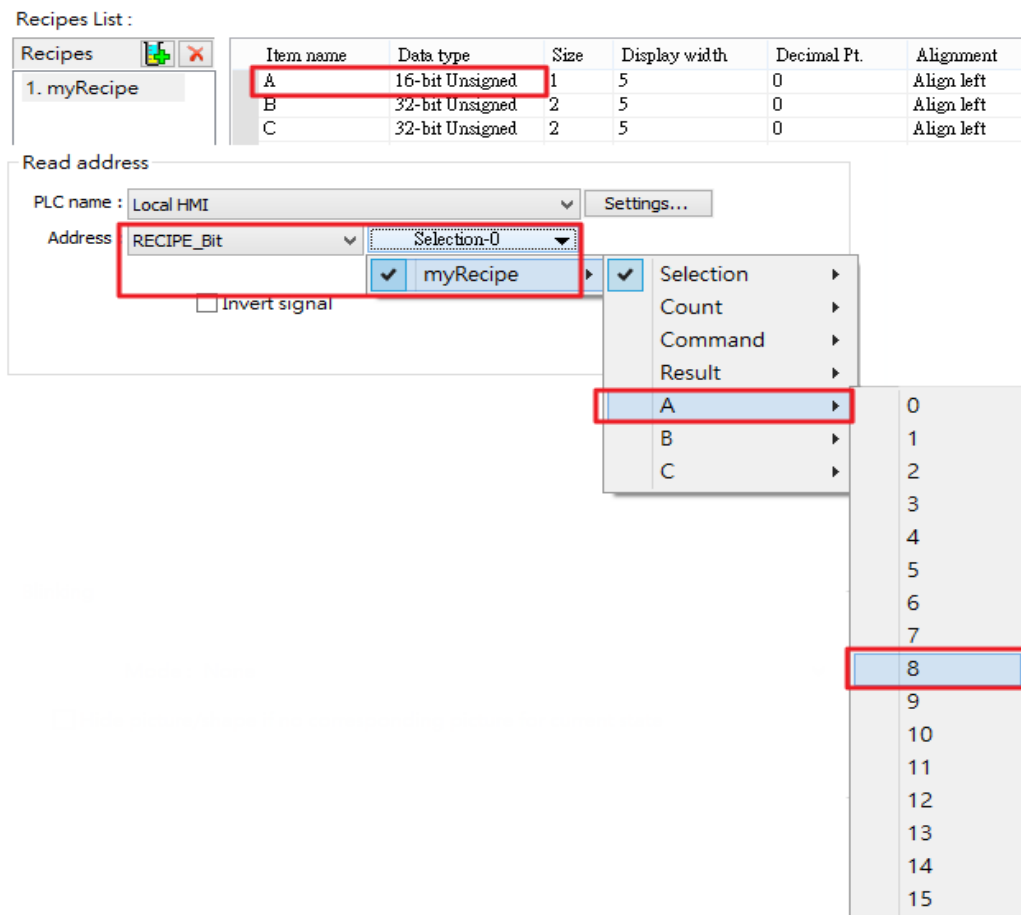 Recipes List :
Recipes
1. myRecipe
Item name Data type Size Display width Decimal Pt. Alignment
A 16-bit Unsigned 1 5 0 Align left
B 32-bit Unsigned 2 5 0 Align left
C 32-bit Unsigned 2 5 0 Align left
Read address
PLC name : Local HMI Settings...
Address : RECIPE_Bit Selection-0
myRecipe
Invert signal
Selection
Count
Command
Result
A
B
C
0
1
2
3
4
5
6
7
8
9
10
11
12
13
14
15